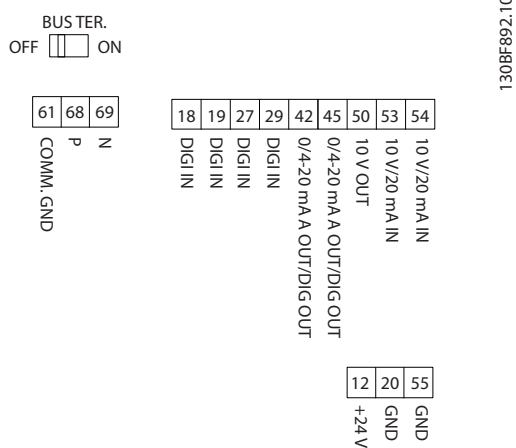 BUS TER.
OFF ON
130BF892.10
61 68 69
COMM. GND
P
N
18 19 27 29 42 45 50 53 54
DIGI IN
DIGI IN
DIGI IN
DIGI IN
0/4-20 mA A OUT/DIG OUT
0/4-20 mA A OUT/DIG OUT
10 V OUT
10 V/20 mA IN
10 V/20 mA IN
12 20 55
+24 V
GND
GND